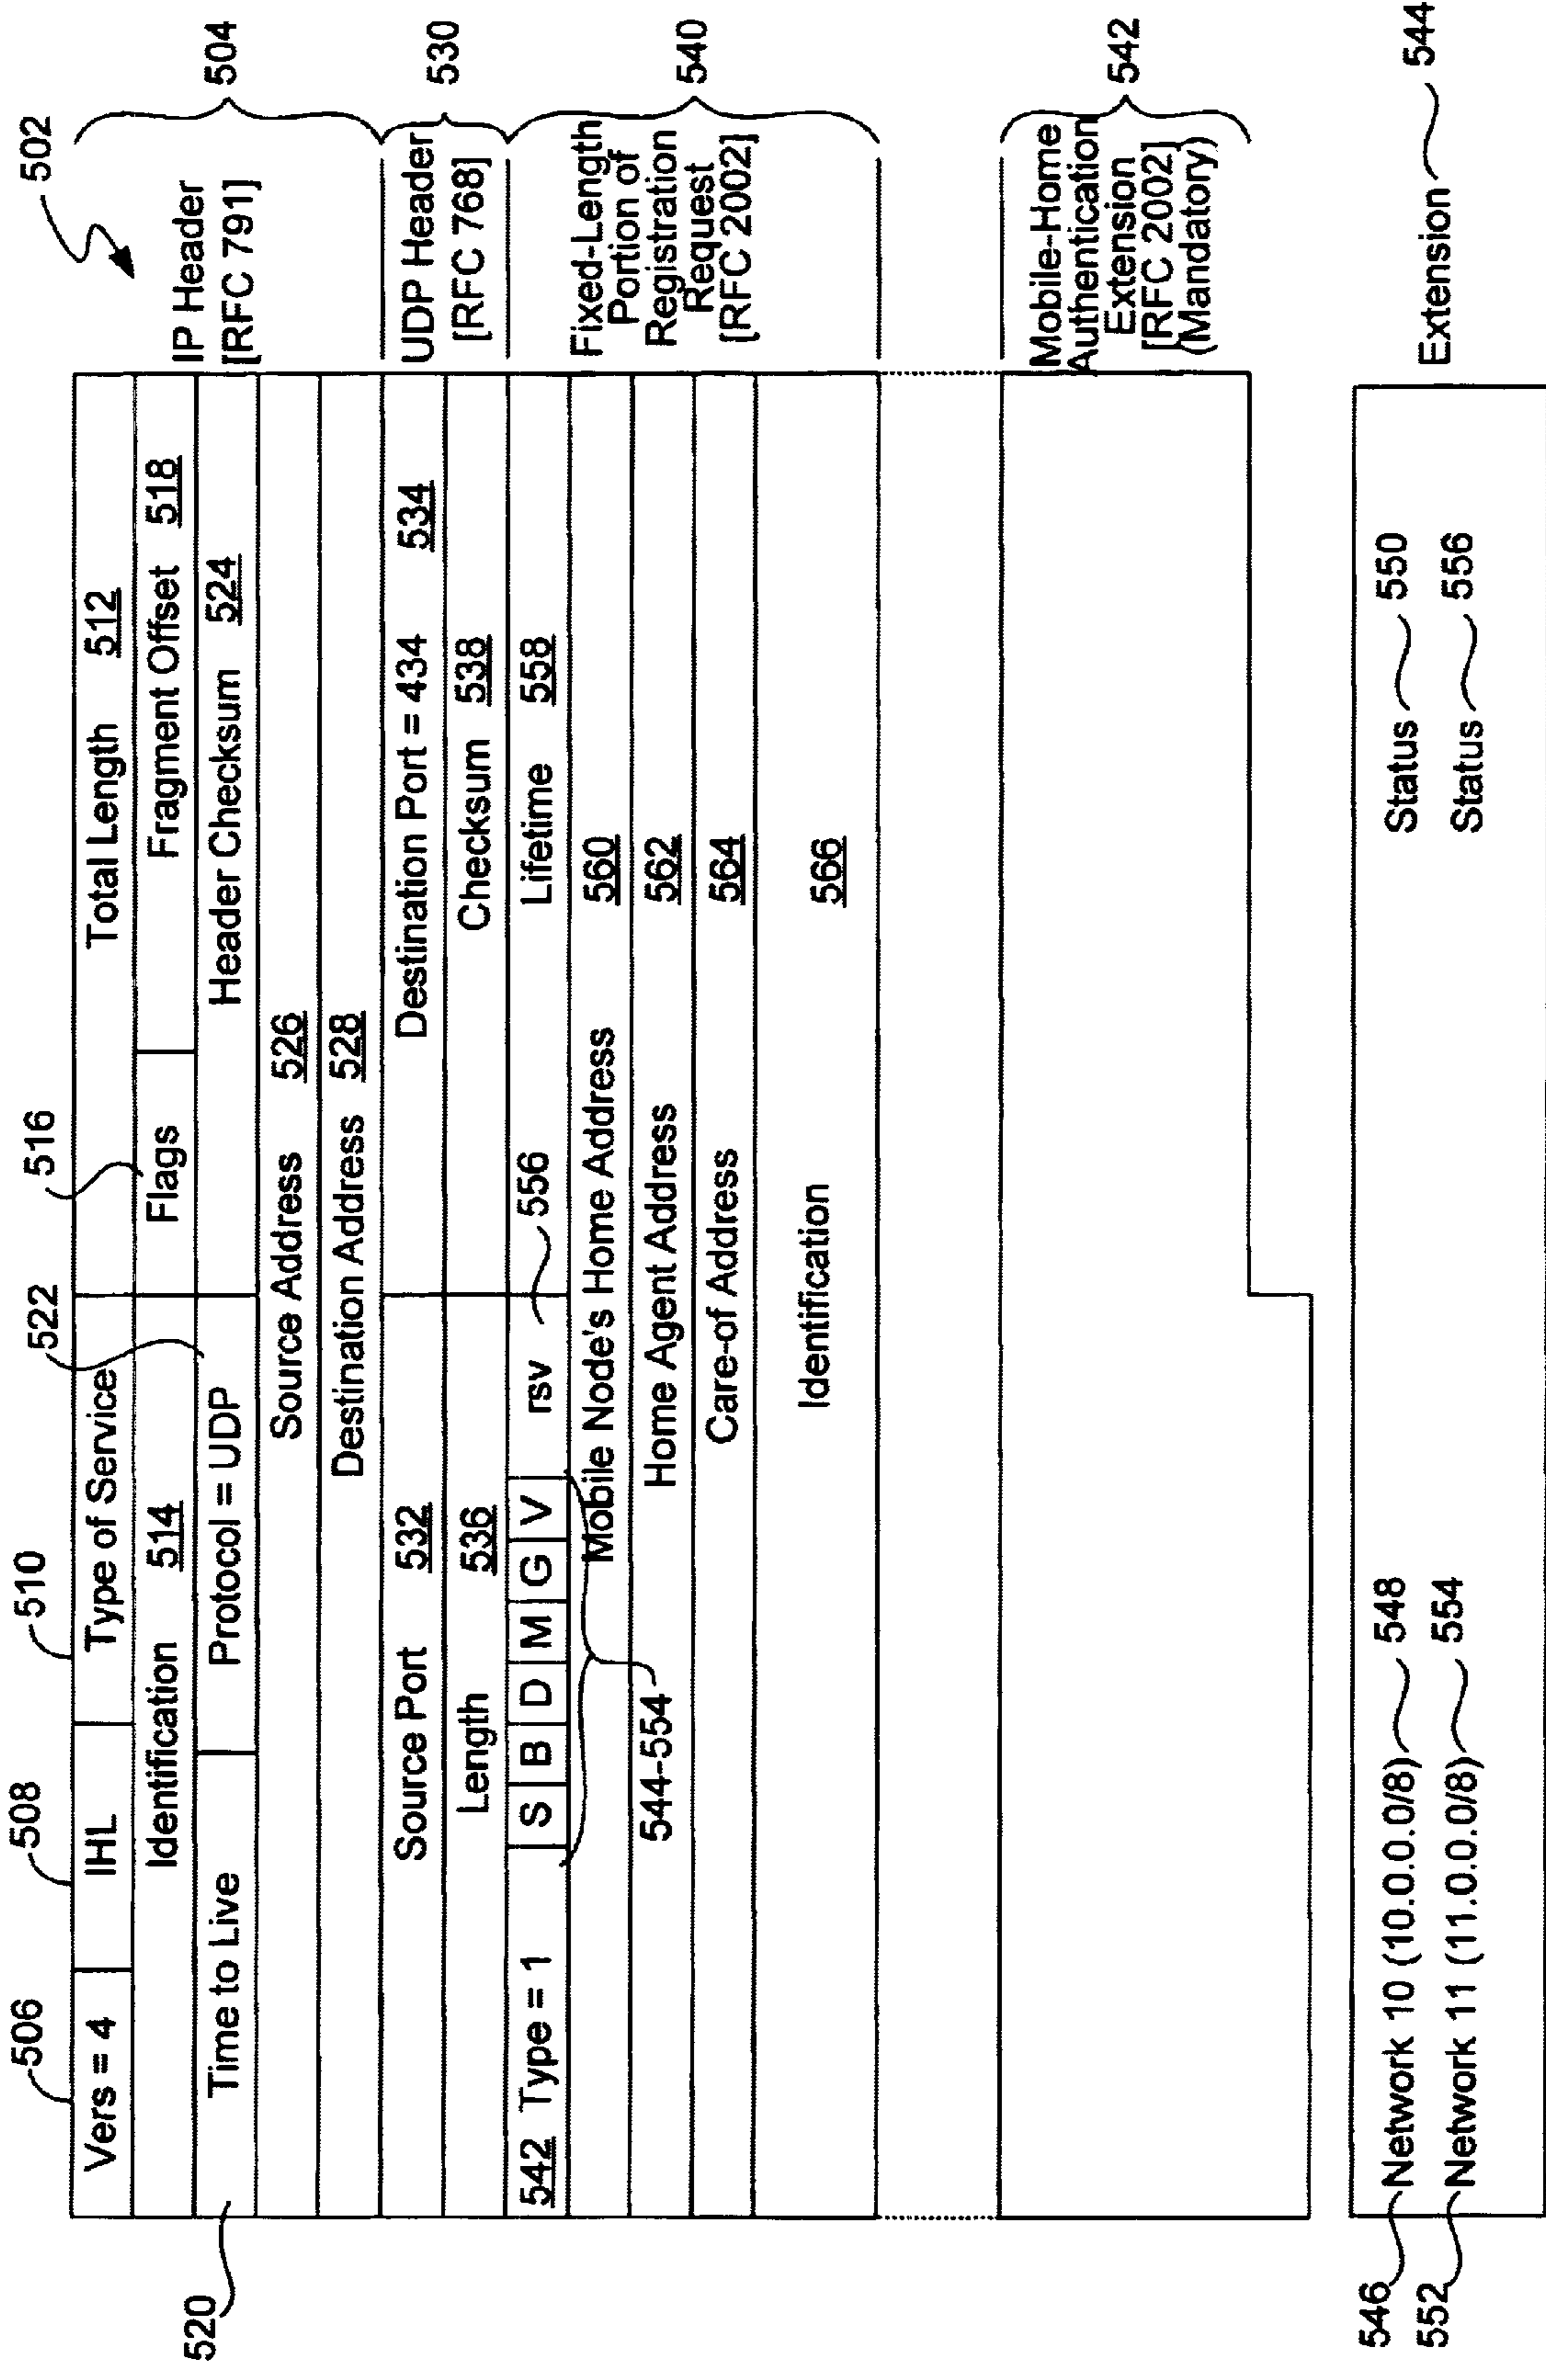 502
506 508 510 522 516
Vers = 4 IHL Type of Service Total Length 512
IP Header
[RFC 791]
504
Identification 514 Flags Fragment Offset 518
520
Time to Live Protocol = UDP Header Checksum 524
Source Address 526
Destination Address 528
Source Port 532 Destination Port = 434 534
UDP Header
[RFC 768]
530
Length 536 Checksum 538
542 Type = 1 S B D M G V rsv 556 Lifetime 558
544-554
Mobile Node's Home Address 560
Home Agent Address 562
Care-of Address 564
Identification 566
Fixed-Length
Portion of
Registration
Request
[RFC 2002]
540
Mobile-Home
Authentication
Extension
[RFC 2002]
(Mandatory)
542
546 Network 10 (10.0.0.0/8) 548 Status 550
552 Network 11 (11.0.0.0/8) 554 Status 556
Extension 544